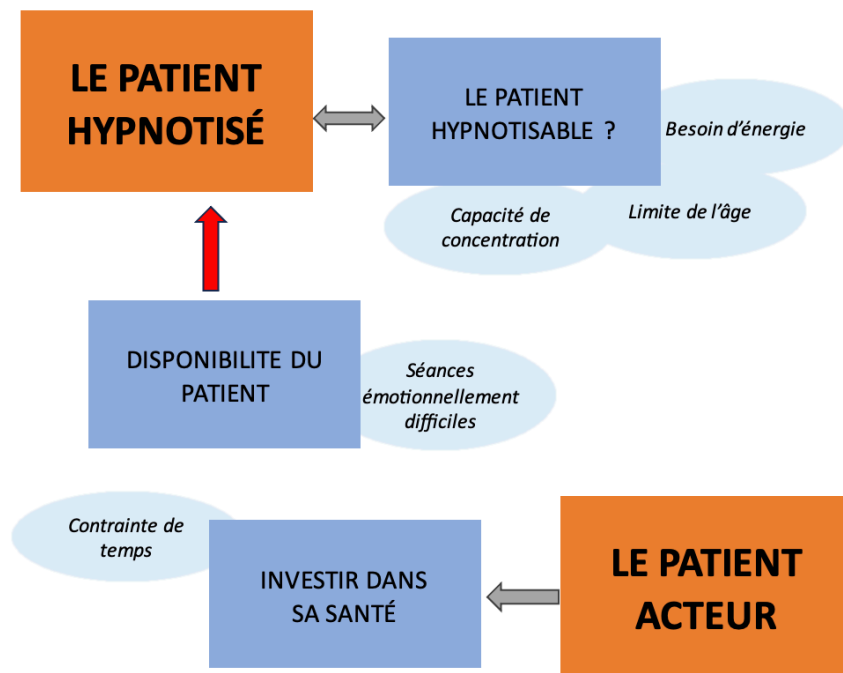 LE PATIENT
HYPNOTISÉ
LE PATIENT
HYPNOTISABLE ?
Besoin d'énergie
Capacité de
concentration
Limite de l'âge
DISPONIBILITE DU
PATIENT
Séances
émotionnellement
difficiles
Contrainte de
temps
INVESTIR DANS
SA SANTÉ
LE PATIENT
ACTEUR